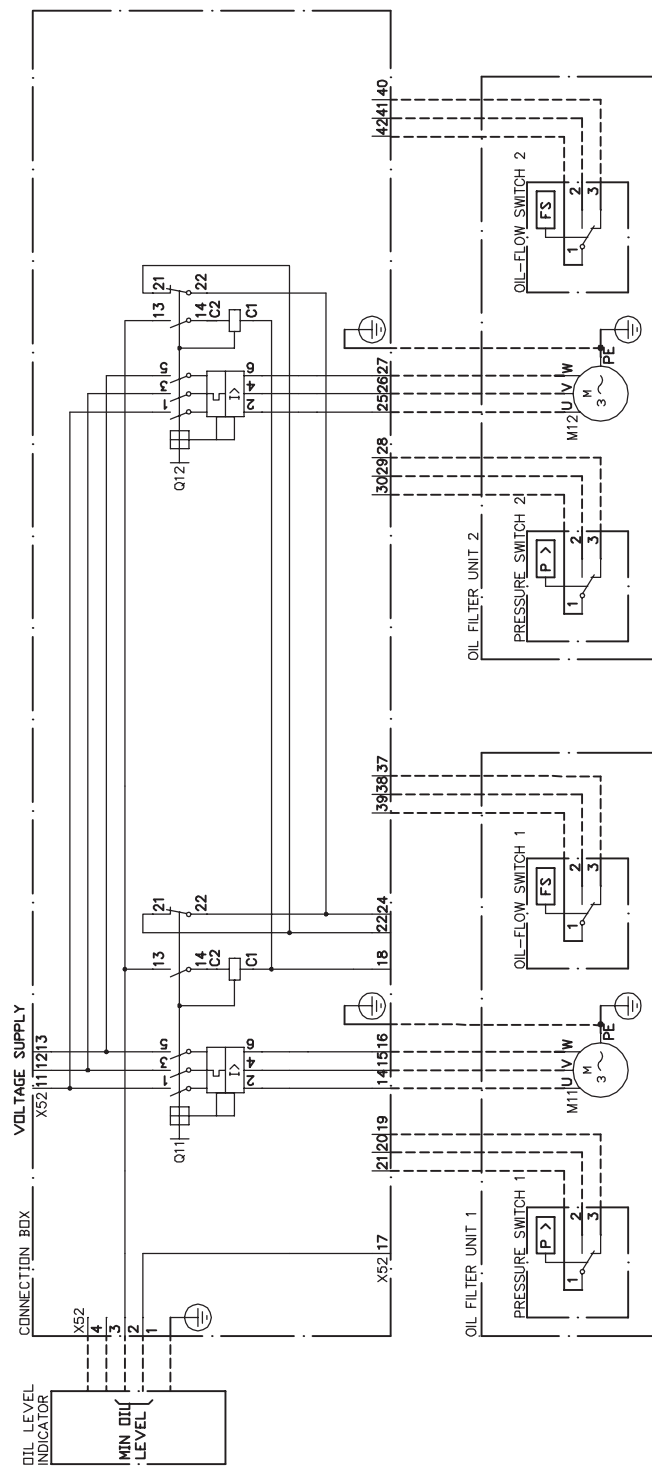 OIL LEVEL
INDICATOR
MIN OIL
LEVEL
X52
4
3
2
1
CONNECTION BOX
VOLTAGE SUPPLY
X52 11 12 13
Q11
1 3 5
I>
2 4 6
13
14
C2
C1
21
22
Q12
1 3 5
I>
2 4 6
13
14
C2
C1
21
22
X52 17
21 20 19
14 15 16
18
22 24
39 38 37
30 29 28
25 26 27
42 41 40
OIL FILTER UNIT 1
PRESSURE SWITCH 1
P >
1
2
3
M11
U V W
M
3 ~
PE
OIL-FLOW SWITCH 1
FS
1
2
3
OIL FILTER UNIT 2
PRESSURE SWITCH 2
P >
1
2
3
M12
U V W
M
3 ~
PE
OIL-FLOW SWITCH 2
FS
1
2
3